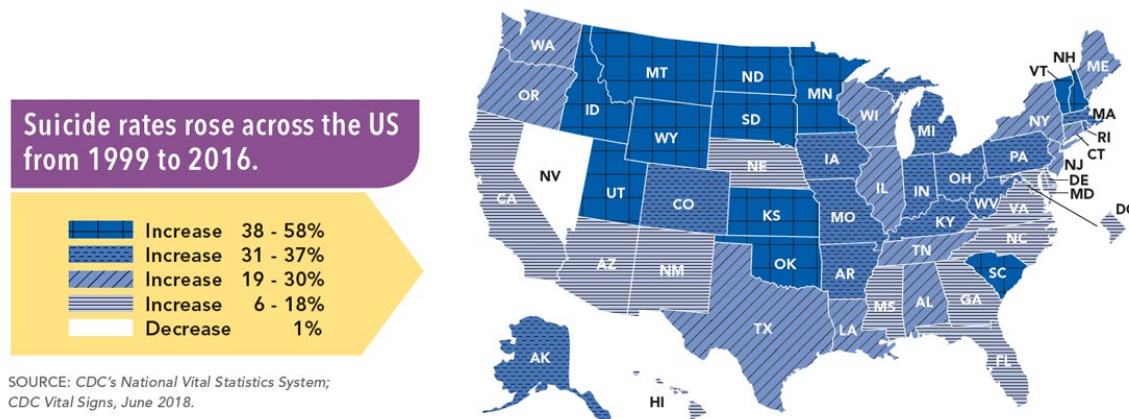 Suicide rates rose across the US
from 1999 to 2016.
Increase 38 - 58%
Increase 31 - 37%
Increase 19 - 30%
Increase 6 - 18%
Decrease 1%
SOURCE: CDC's National Vital Statistics System;
CDC Vital Signs, June 2018.
WA
MT
ND
MN
VT
NH
ME
OR
ID
WY
SD
WI
MI
NY
MA
RI
CT
NV
UT
CO
NE
IA
IL
IN
OH
PA
NJ
DE
MD
CA
KS
MO
KY
WV
VA
DC
AZ
NM
OK
AR
TN
NC
SC
TX
LA
MS
AL
GA
FL
AK
HI